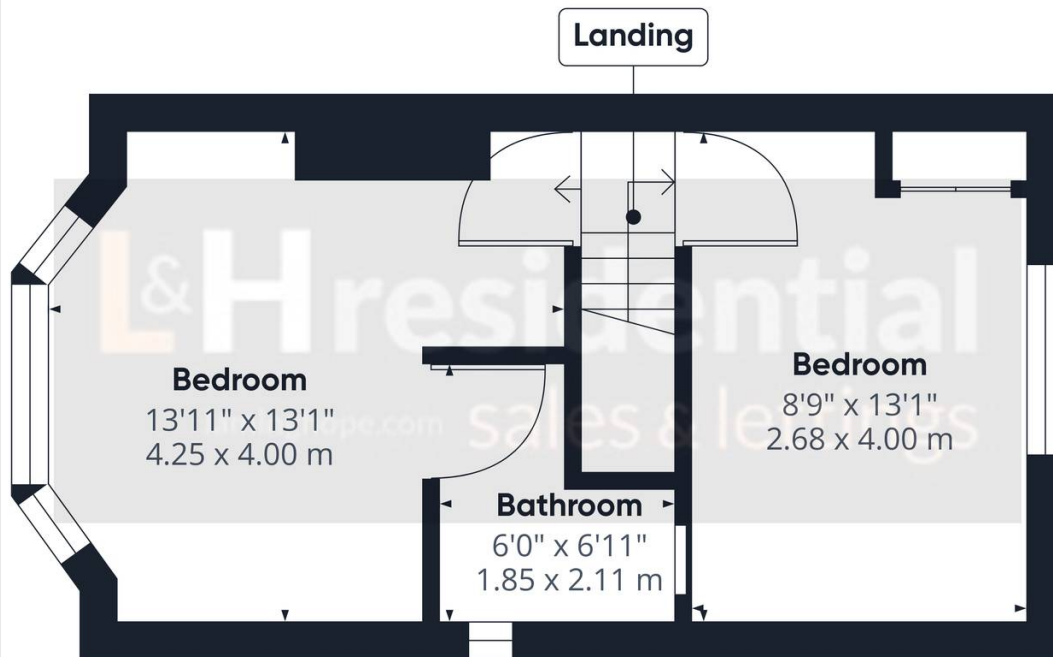 Landing
L&H residential
sales & lettings
Bedroom
13'11" x 13'1"
4.25 x 4.00 m
Bedroom
8'9" x 13'1"
2.68 x 4.00 m
Bathroom
6'0" x 6'11"
1.85 x 2.11 m